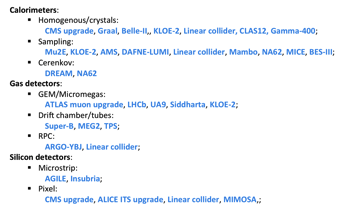 Calorimeters:
▪ Homogenous/crystals:
CMS upgrade, Graal, Belle-II,, KLOE-2, Linear collider, CLAS12, Gamma-400;
▪ Sampling:
Mu2E, KLOE-2, AMS, DAFNE-LUMI, Linear collider, Mambo, NA62, MICE, BES-III;
▪ Cerenkov:
DREAM, NA62
Gas detectors:
▪ GEM/Micromegas:
ATLAS muon upgrade, LHCb, UA9, Siddharta, KLOE-2;
▪ Drift chamber/tubes:
Super-B, MEG2, TPS;
▪ RPC:
ARGO-YBJ, Linear collider;
Silicon detectors:
▪ Microstrip:
AGILE, Insubria;
▪ Pixel:
CMS upgrade, ALICE ITS upgrade, Linear collider, MIMOSA,;